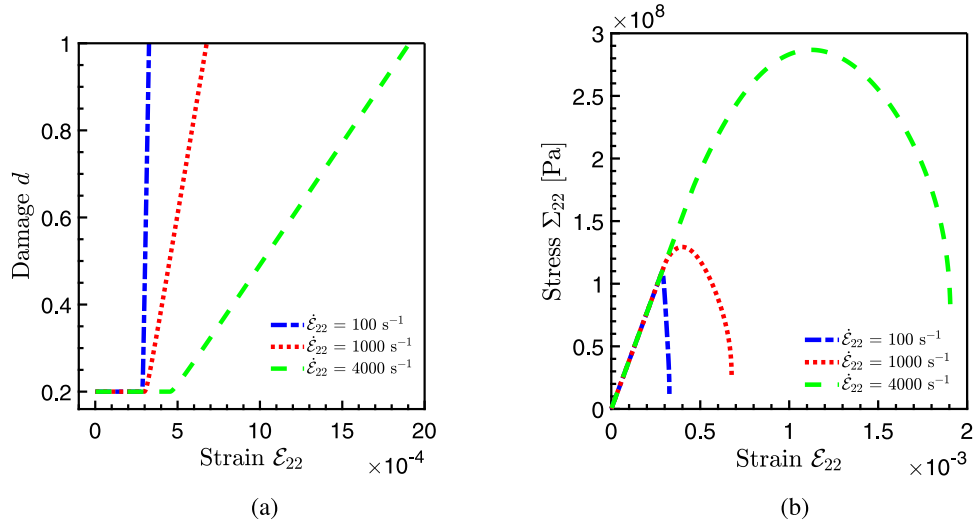 1
0.8
0.6
0.4
0.2
Damage d
0 5 10 15 20
Strain ℰ₂₂ ×10⁻⁴
ℰ̇₂₂ = 100 s⁻¹
ℰ̇₂₂ = 1000 s⁻¹
ℰ̇₂₂ = 4000 s⁻¹
(a)
×10⁸
3
2.5
2
1.5
1
0.5
0
Stress Σ₂₂ [Pa]
0 0.5 1 1.5 2
Strain ℰ₂₂ ×10⁻³
ℰ̇₂₂ = 100 s⁻¹
ℰ̇₂₂ = 1000 s⁻¹
ℰ̇₂₂ = 4000 s⁻¹
(b)